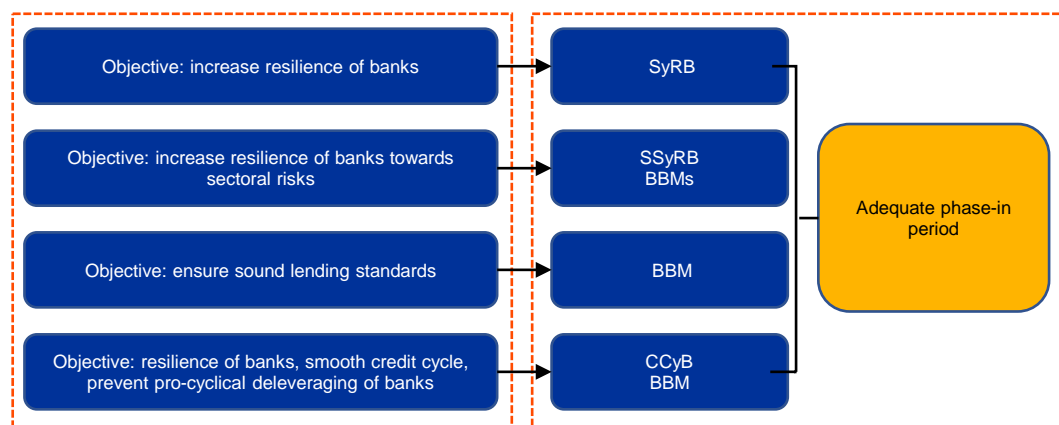 Objective: increase resilience of banks
SyRB
Objective: increase resilience of banks towards
sectoral risks
SSyRB
BBMs
Adequate phase-in
period
Objective: ensure sound lending standards
BBM
Objective: resilience of banks, smooth credit cycle,
prevent pro-cyclical deleveraging of banks
CCyB
BBM